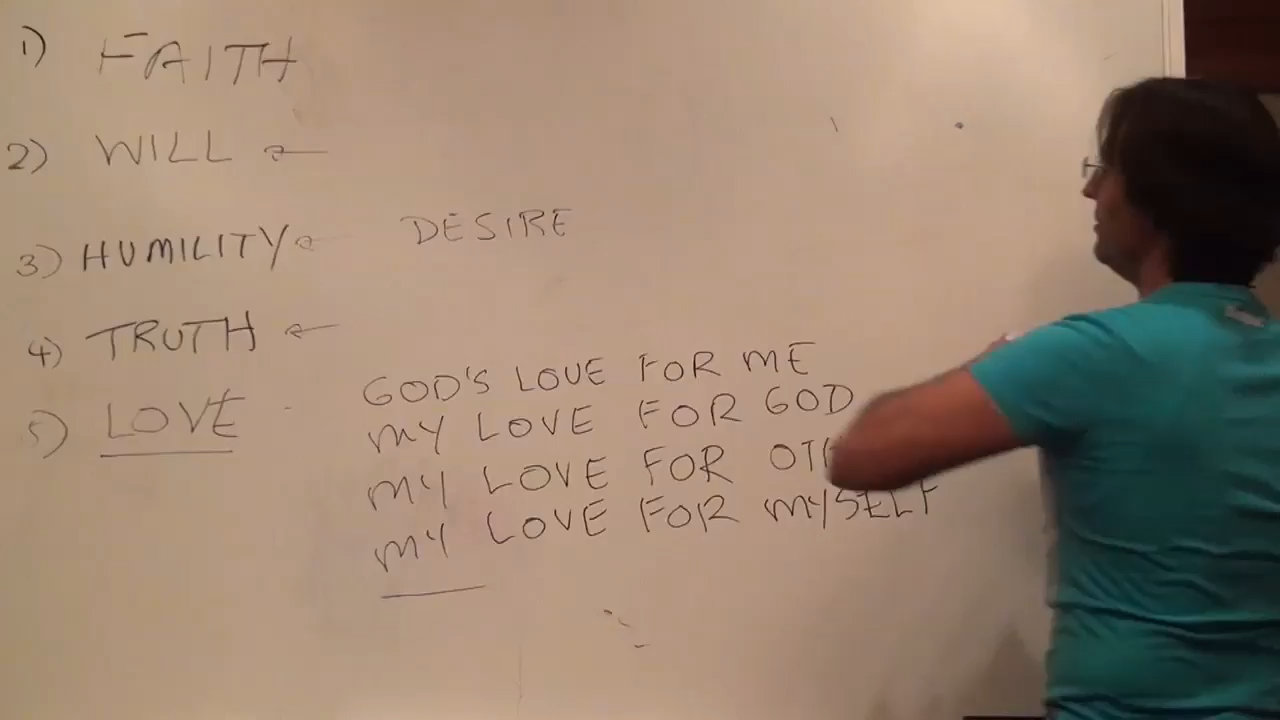 1) FAITH
2) WILL ←
3) HUMILITY ← DESIRE
4) TRUTH ←
5) LOVE
GOD'S LOVE FOR ME
MY LOVE FOR GOD
MY LOVE FOR
MY LOVE FOR MYSELF